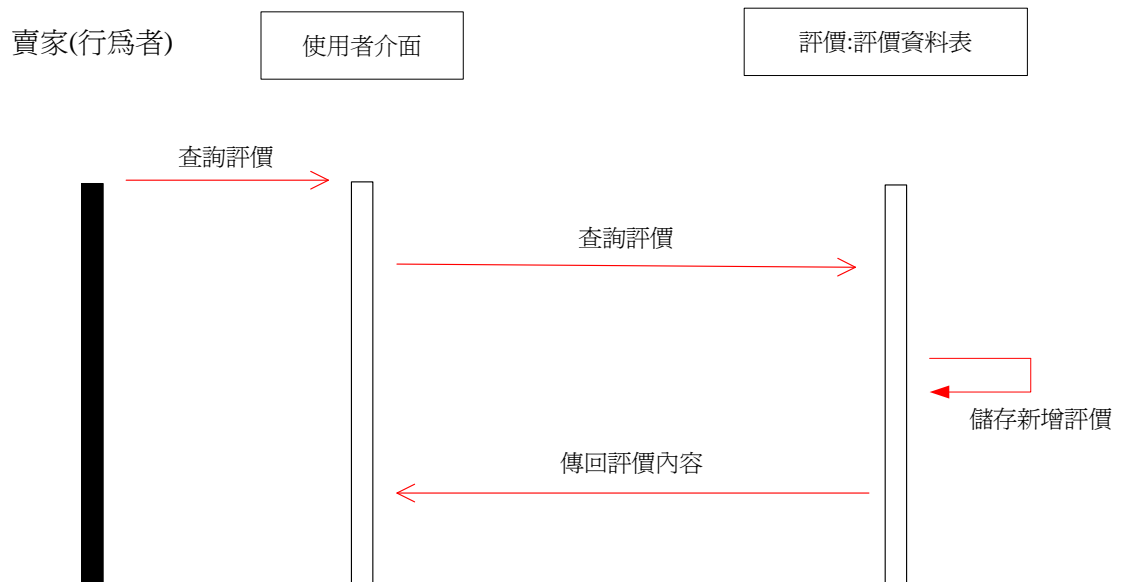 賣家(行為者)
使用者介面
評價:評價資料表
查詢評價
查詢評價
儲存新增評價
傳回評價內容